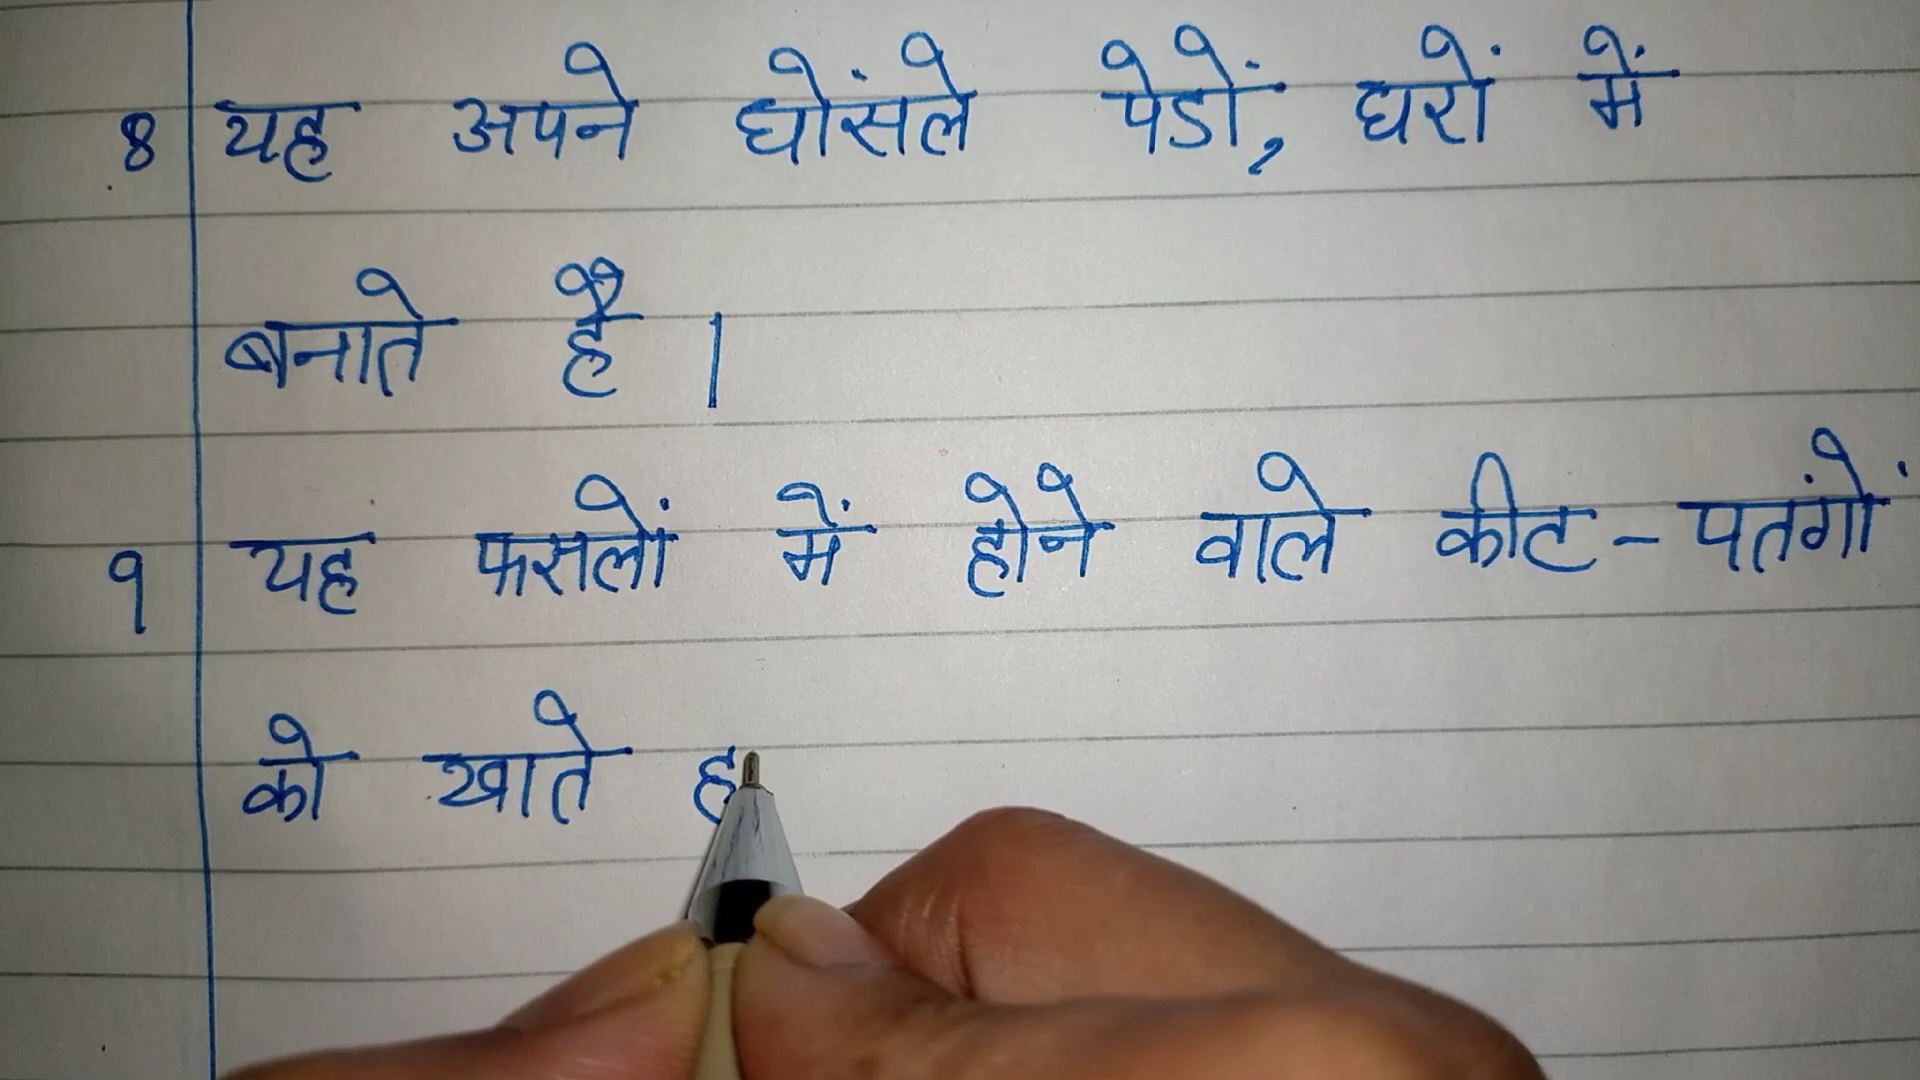 8 यह अपने घोंसले पेडों, घरों में
बनाते है ।
9 यह फसलों में होने वाले कीट - पतंगों
को खाते ह